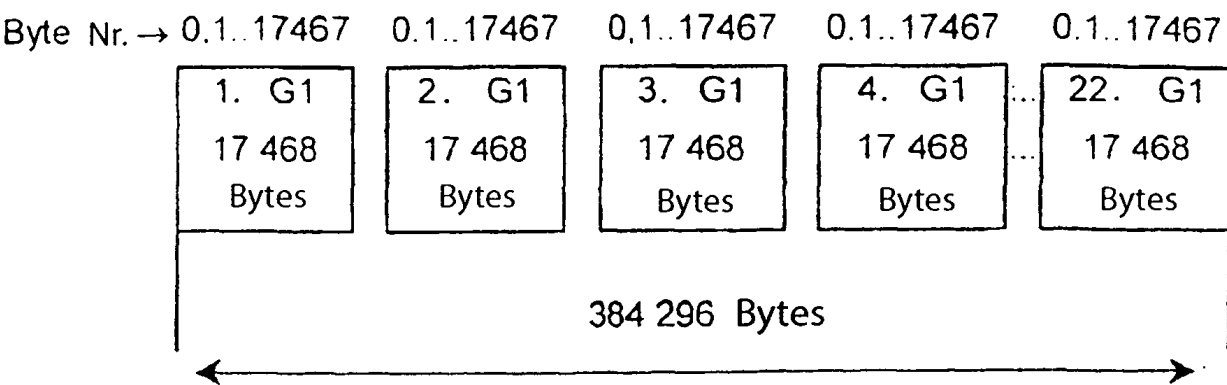 Byte Nr. → 0,1..17467 0.1..17467 0,1..17467 0.1..17467 0.1..17467
1. G1 2. G1 3. G1 4. G1 ... 22. G1
17 468 17 468 17 468 17 468 ... 17 468
Bytes Bytes Bytes Bytes Bytes
384 296 Bytes